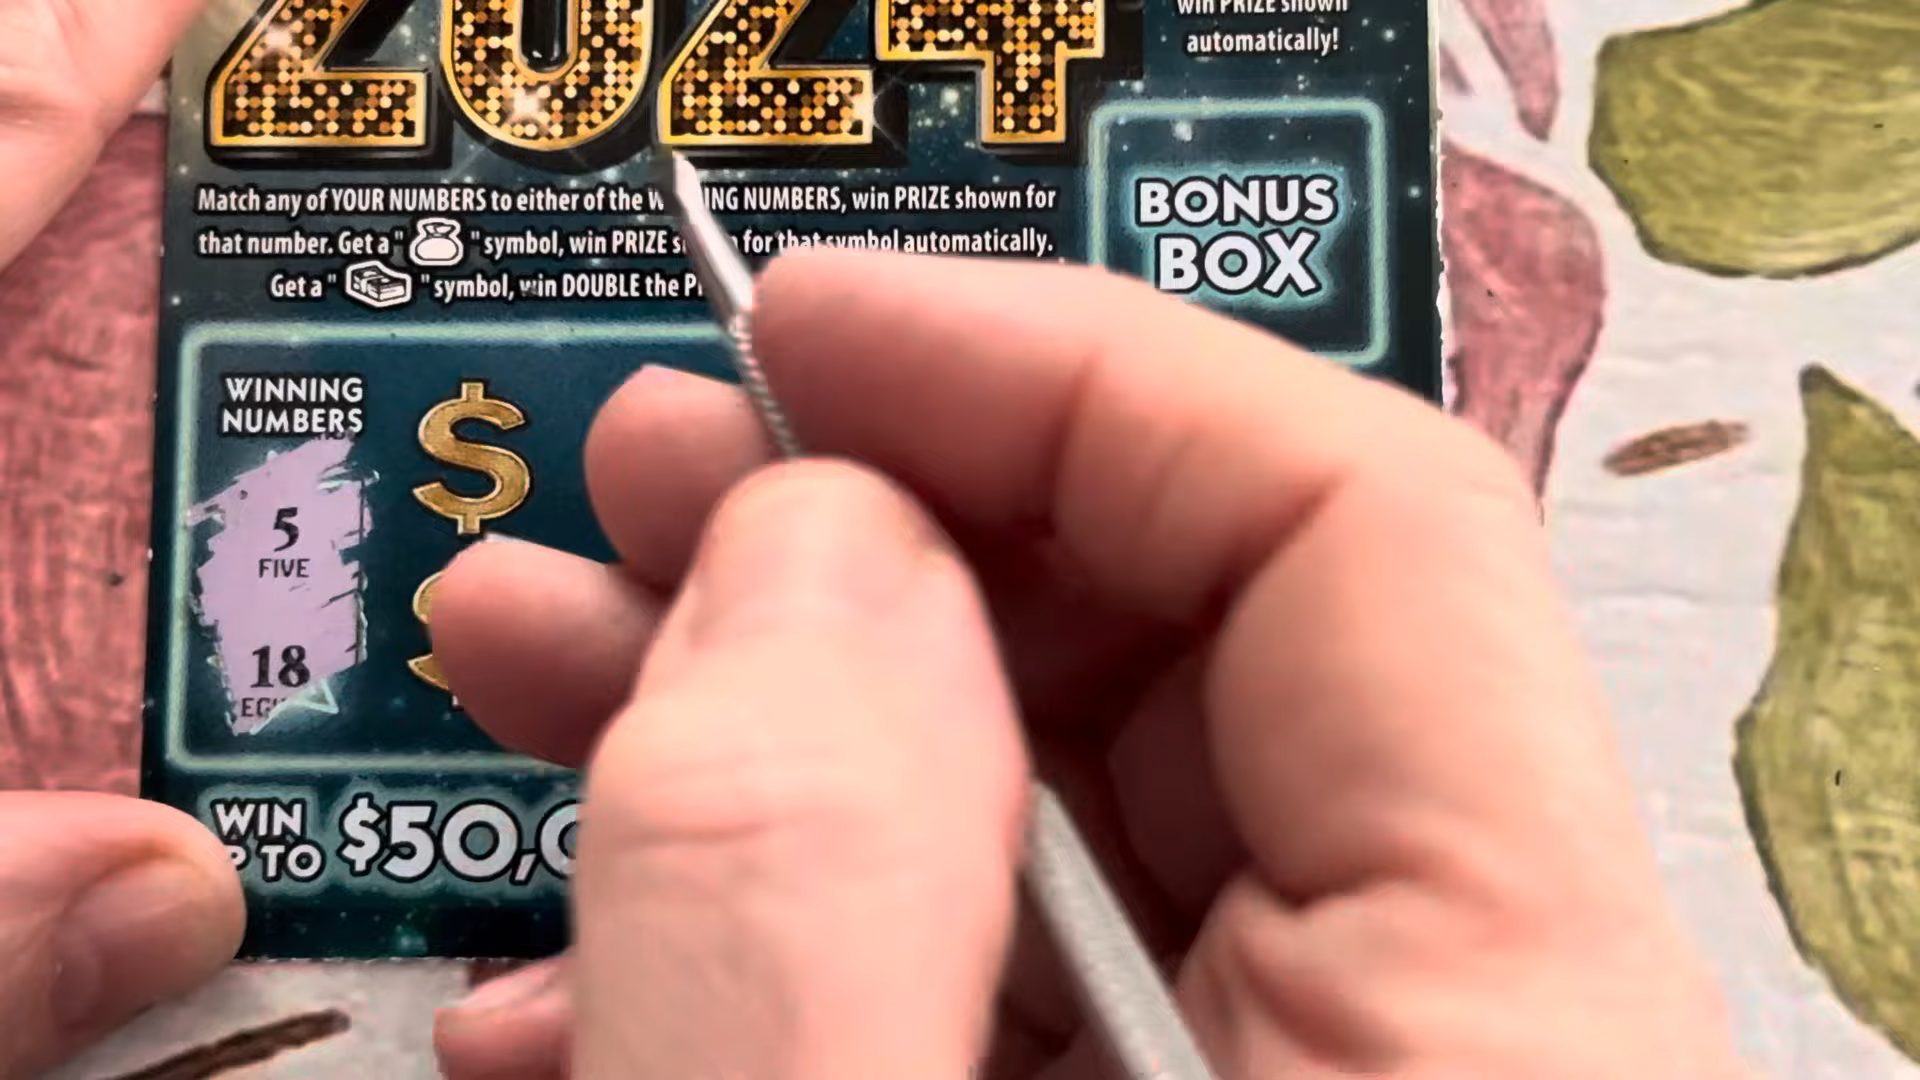 2024
win PRIZE shown
automatically!
Match any of YOUR NUMBERS to either of the W NG NUMBERS, win PRIZE shown for
that number. Get a " " symbol, win PRIZE for that symbol automatically.
Get a " " symbol, win DOUBLE the
BONUS
BOX
WINNING
NUMBERS
$
5
FIVE
18
WIN
TO $50,0